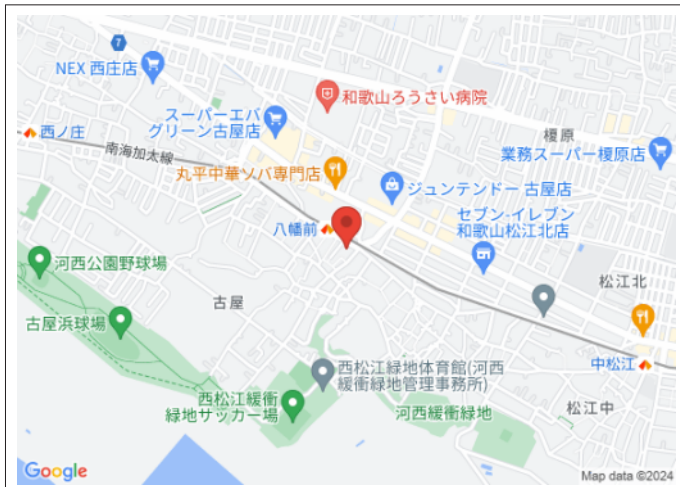 7
NEX 西庄店
和歌山ろうさい病院
スーパーエバ
グリーン古屋店
西ノ庄
南海加太線
榎原
業務スーパー榎原店
丸平中華ソバ専門店
ジュンテンドー 古屋店
八幡前
セブン-イレブン
和歌山松江北店
河西公園野球場
松江北
古屋
古屋浜球場
西松江緑地体育館(河西
緩衝緑地管理事務所)
中松江
西松江緩衝
緑地サッカー場
河西緩衝緑地
松江中
Google
Map data ©2024